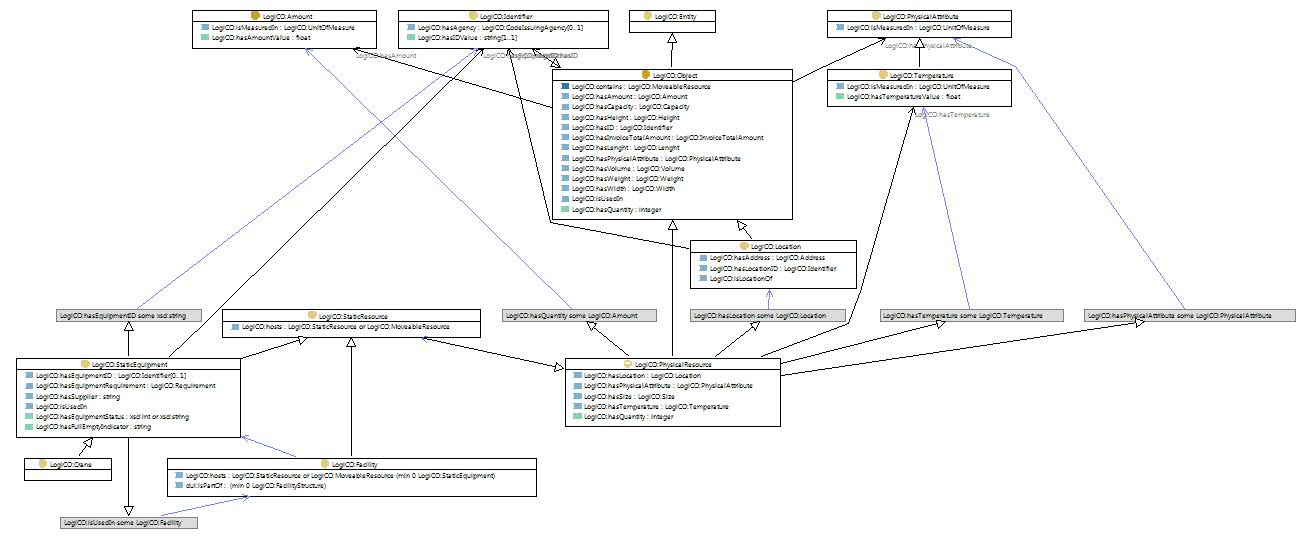 LogiCO:Amount
LogiCO:isMeasuredIn : LogiCO:UnitOfMeasure
LogiCO:hasAmountValue : float
LogiCO:Identifier
LogiCO:hasAgency : LogiCO:CodeIssuingAgency[0..1]
LogiCO:hasIDValue : string[1..1]
LogiCO:Entity
LogiCO:PhysicalAttribute
LogiCO:isMeasuredIn : LogiCO:UnitOfMeasure
LogiCO:hasAmount
LogiCO:hasPhysicalAttribute
LogiCO:Object
LogiCO:contains : LogiCO:MoveableResource
LogiCO:hasAmount : LogiCO:Amount
LogiCO:hasCapacity : LogiCO:Capacity
LogiCO:hasHeight : LogiCO:Height
LogiCO:hasID : LogiCO:Identifier
LogiCO:hasInvoiceTotalAmount : LogiCO:InvoiceTotalAmount
LogiCO:hasLenght : LogiCO:Lenght
LogiCO:hasPhysicalAttribute : LogiCO:PhysicalAttribute
LogiCO:hasVolume : LogiCO:Volume
LogiCO:hasWeight : LogiCO:Weight
LogiCO:hasWidth : LogiCO:Width
LogiCO:isUsedIn
LogiCO:hasQuantity : integer
LogiCO:Temperature
LogiCO:isMeasuredIn : LogiCO:UnitOfMeasure
LogiCO:hasTemperatureValue : float
LogiCO:hasTemperature
LogiCO:Location
LogiCO:hasAddress : LogiCO:Address
LogiCO:hasLocationID : LogiCO:Identifier
LogiCO:isLocationOf
LogiCO:hasEquipmentID some xsd:string
LogiCO:StaticResource
LogiCO:hosts : LogiCO:StaticResource or LogiCO:MoveableResource
LogiCO:hasQuantity some LogiCO:Amount
LogiCO:hasLocation some LogiCO:Location
LogiCO:hasTemperature some LogiCO:Temperature
LogiCO:hasPhysicalAttribute some LogiCO:PhysicalAttribute
LogiCO:StaticEquipment
LogiCO:hasEquipmentID : LogiCO:Identifier[0..1]
LogiCO:hasEquipmentRequirement : LogiCO:Requirement
LogiCO:hasSupplier : string
LogiCO:isUsedIn
LogiCO:hasEquipmentStatus : xsd:int or xsd:string
LogiCO:hasFullEmptyIndicator : string
LogiCO:PhysicalResource
LogiCO:hasLocation : LogiCO:Location
LogiCO:hasPhysicalAttribute : LogiCO:PhysicalAttribute
LogiCO:hasSize : LogiCO:Size
LogiCO:hasTemperature : LogiCO:Temperature
LogiCO:hasQuantity : integer
LogiCO:Crane
LogiCO:Facility
LogiCO:hosts : LogiCO:StaticResource or LogiCO:MoveableResource (min 0 LogiCO:StaticEquipment)
dul:isPartOf : (min 0 LogiCO:FacilityStructure)
LogiCO:isUsedIn some LogiCO:Facility